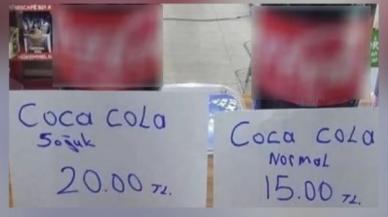 COCA COLA
Soğuk
20.00 TL.
COCA COLA
Normal
15.00 TL.